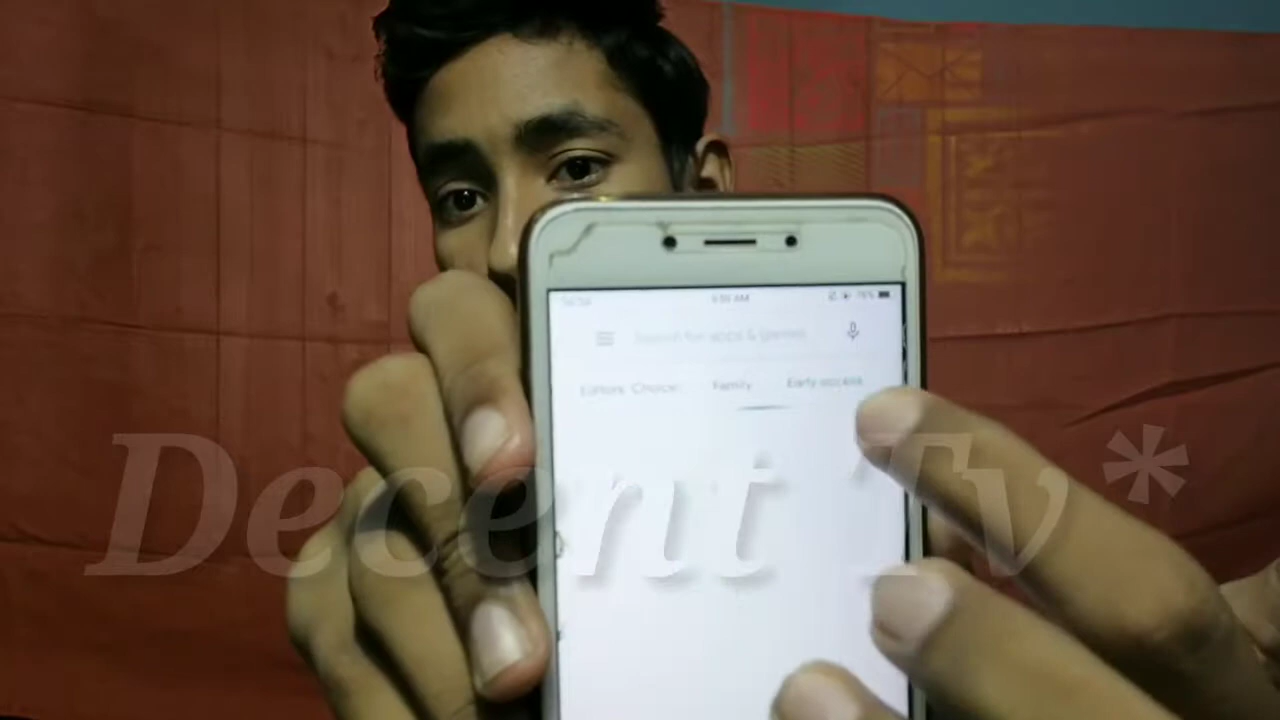 Search for apps & games
Editors' Choice
Family
Early access
Decent Tv*